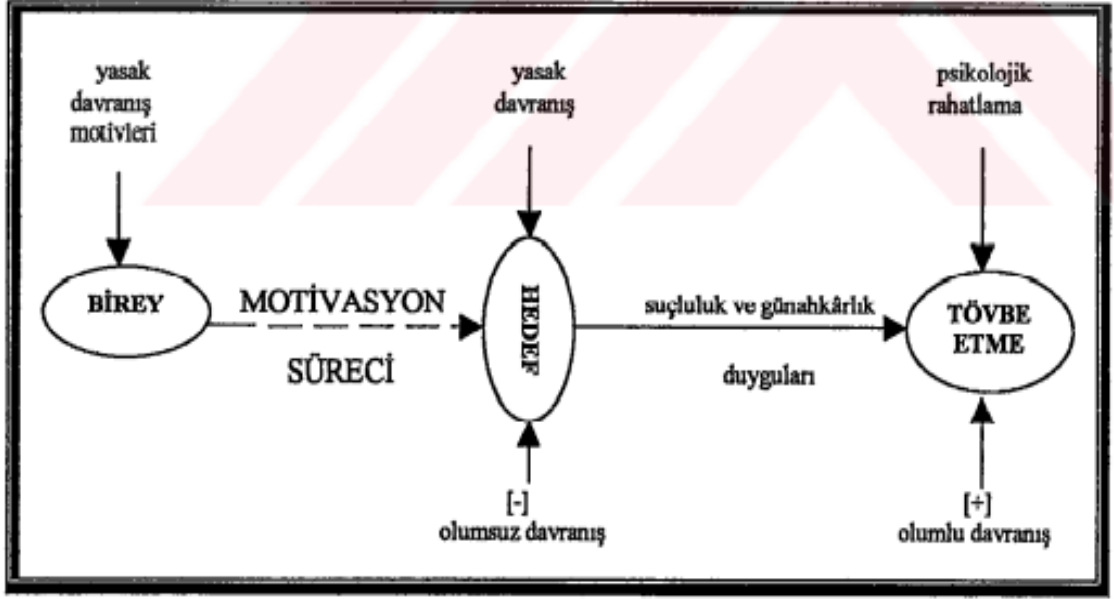 yasak
davranış
motivleri
yasak
davranış
psikolojik
rahatlama
BİREY
MOTİVASYON
SÜRECİ
HEDEF
suçluluk ve günahkârlık
duyguları
TÖVBE
ETME
[-]
olumsuz davranış
[+]
olumlu davranış